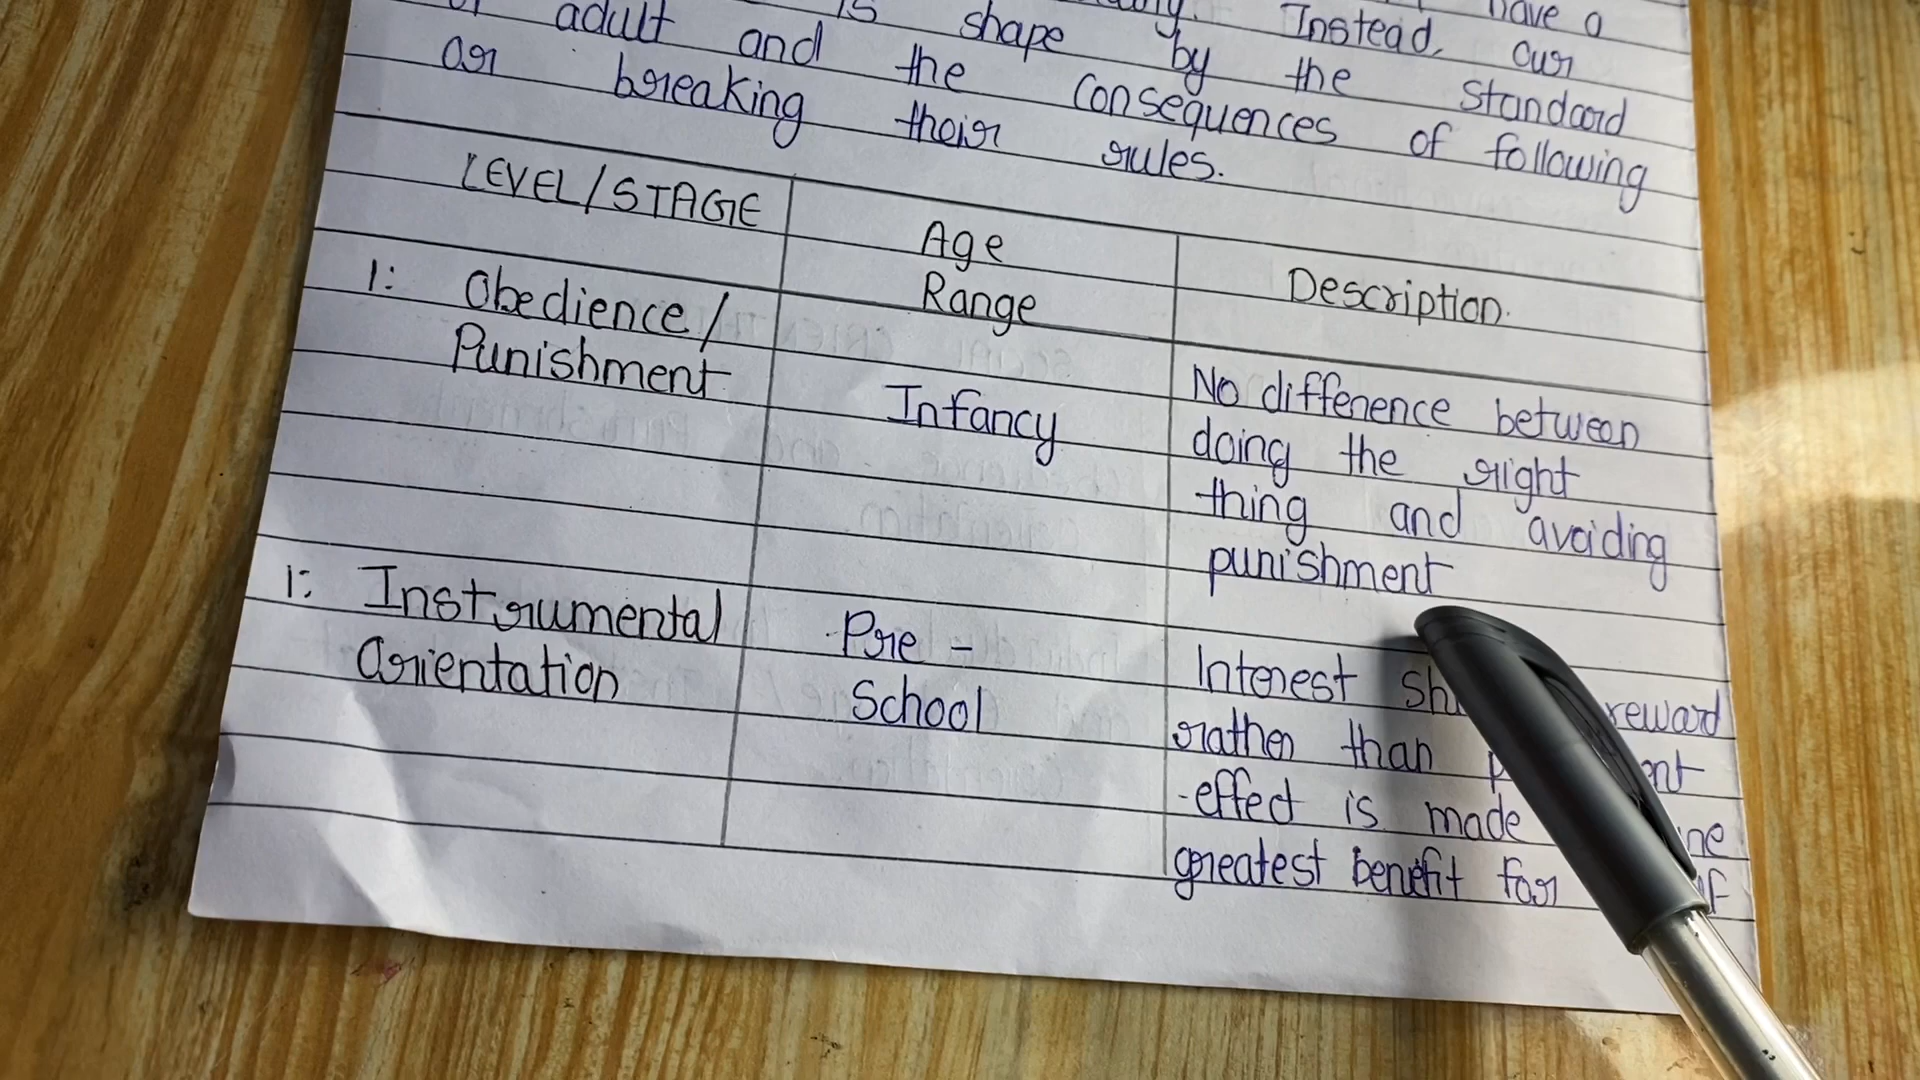 have a
is shape by Instead, our
of adult and the the standard
or breaking consequences of following
their rules.
LEVEL/STAGE Age Range Description.
1: Obedience/
Punishment
Infancy
No difference between
doing the right
thing and avoiding
punishment
1: Instrumental
Orientation
Pre -
School
Interest reward
rather than
-effect is made
greatest benefit for